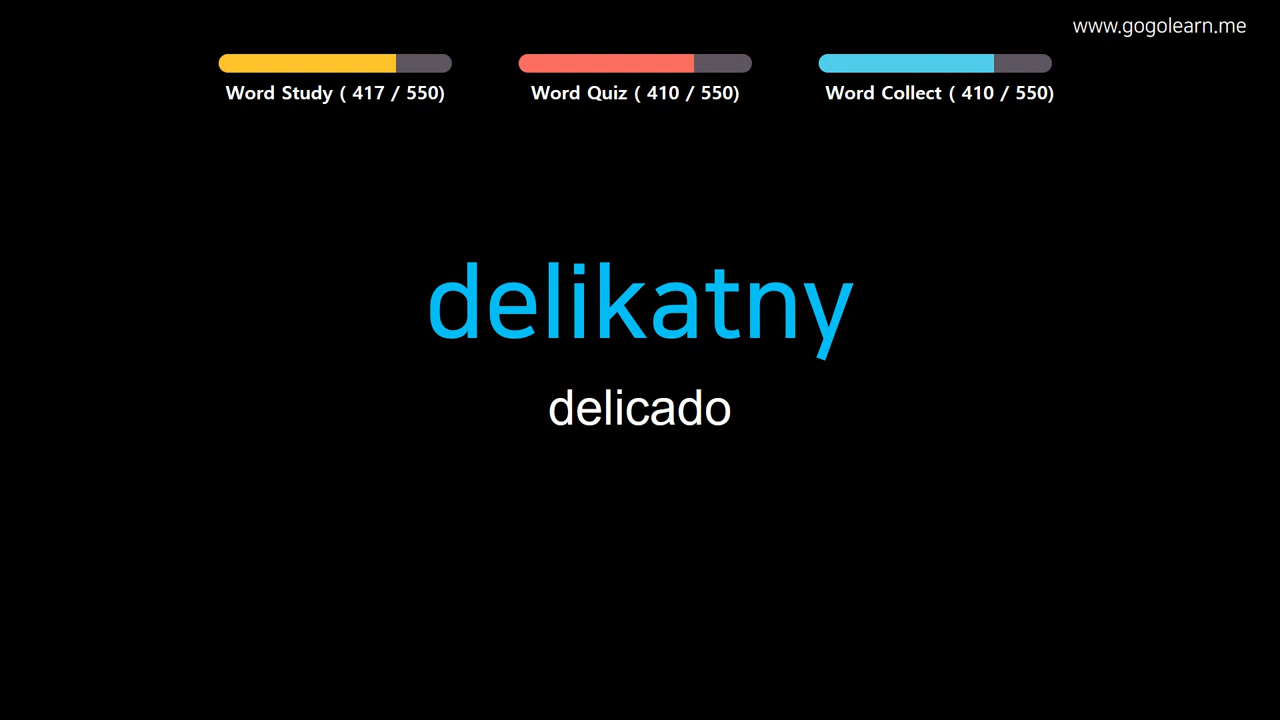 www.gogolearn.me
Word Study ( 417 / 550)
Word Quiz ( 410 / 550)
Word Collect ( 410 / 550)
delikatny
delicado